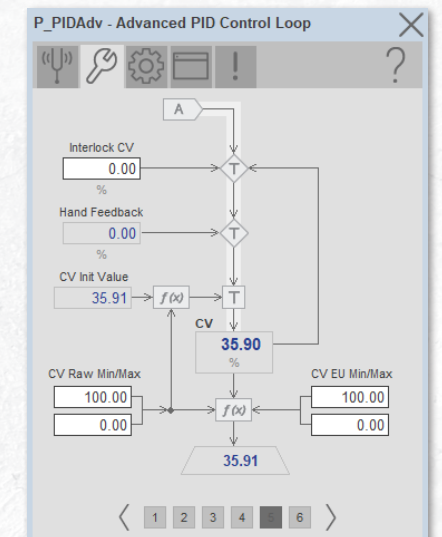 P_PIDAdv - Advanced PID Control Loop
A
Interlock CV
0.00
%
T
Hand Feedback
0.00
%
T
CV Init Value
35.91
f(x)
T
CV
35.90
%
CV Raw Min/Max
100.00
0.00
f(x)
CV EU Min/Max
100.00
0.00
35.91
1 2 3 4 5 6